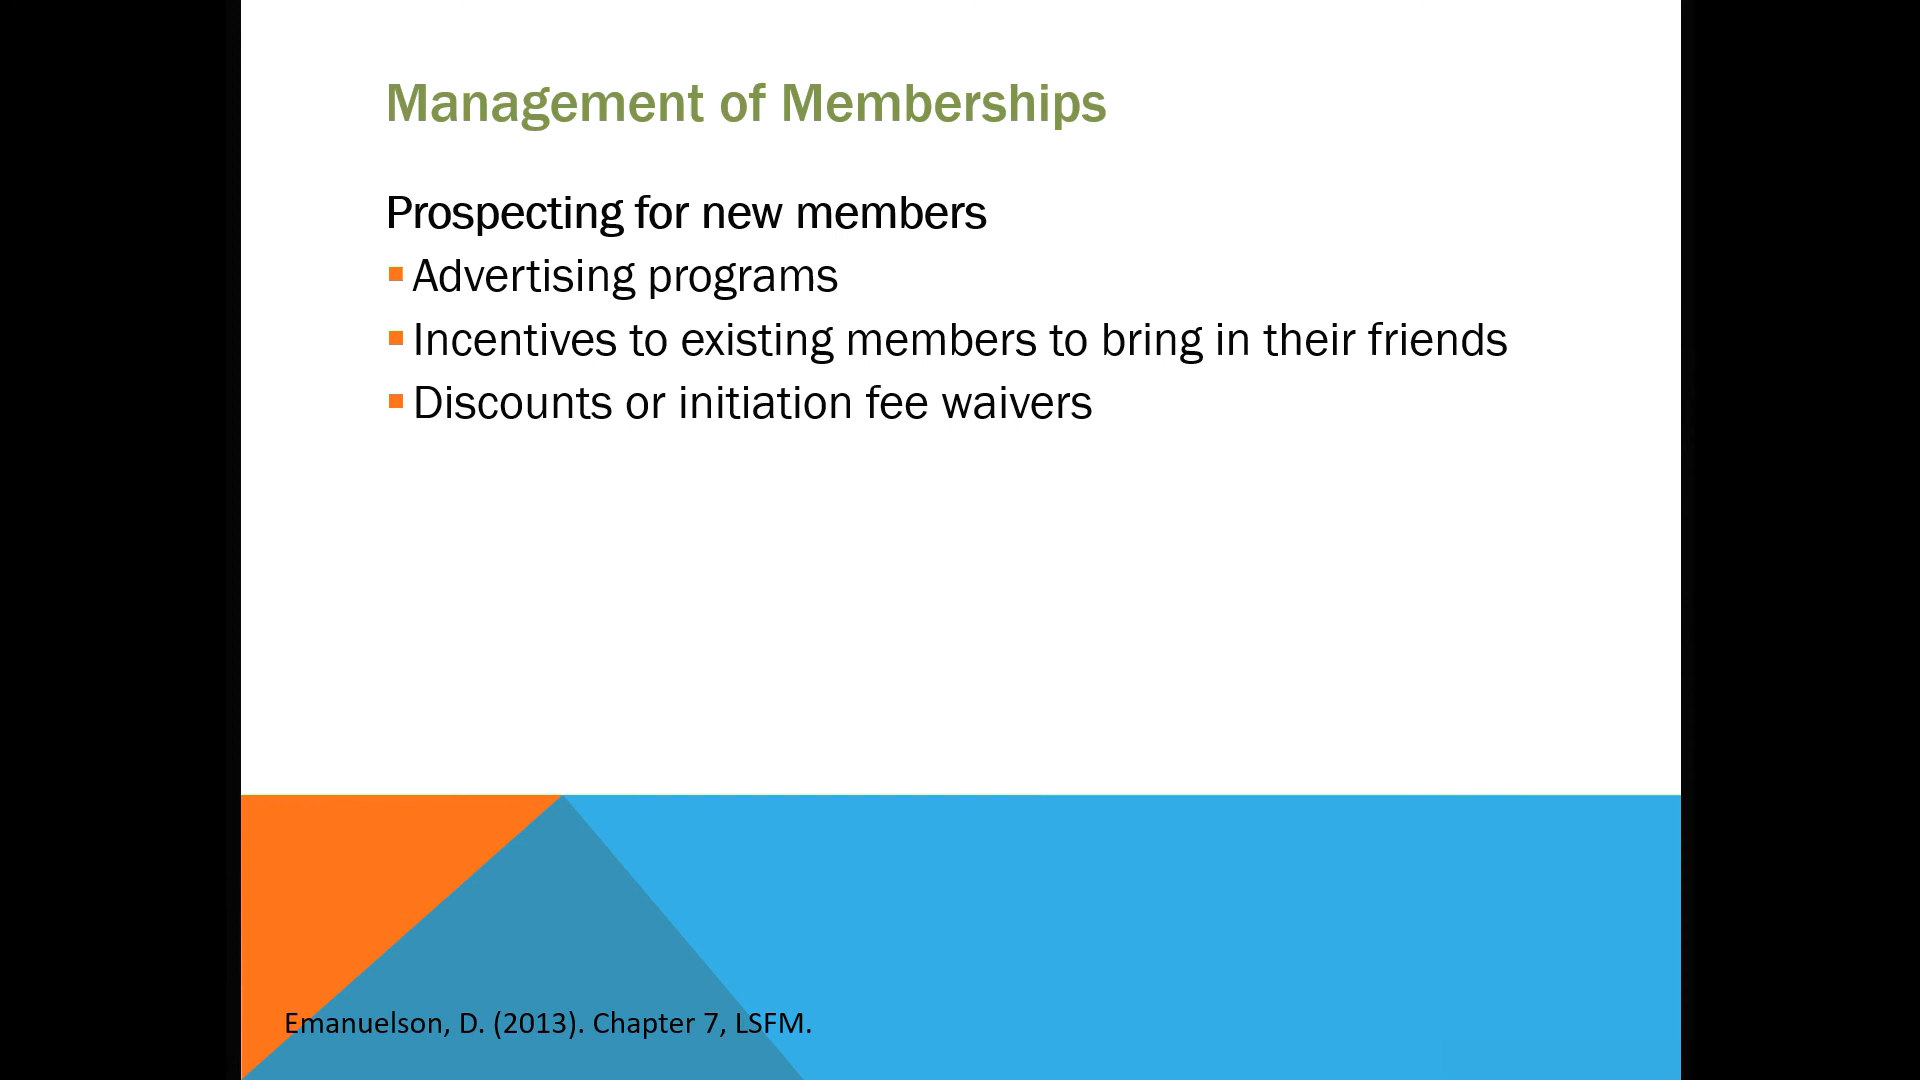 Management of Memberships
Prospecting for new members
Advertising programs
Incentives to existing members to bring in their friends
Discounts or initiation fee waivers
Emanuelson, D. (2013). Chapter 7, LSFM.